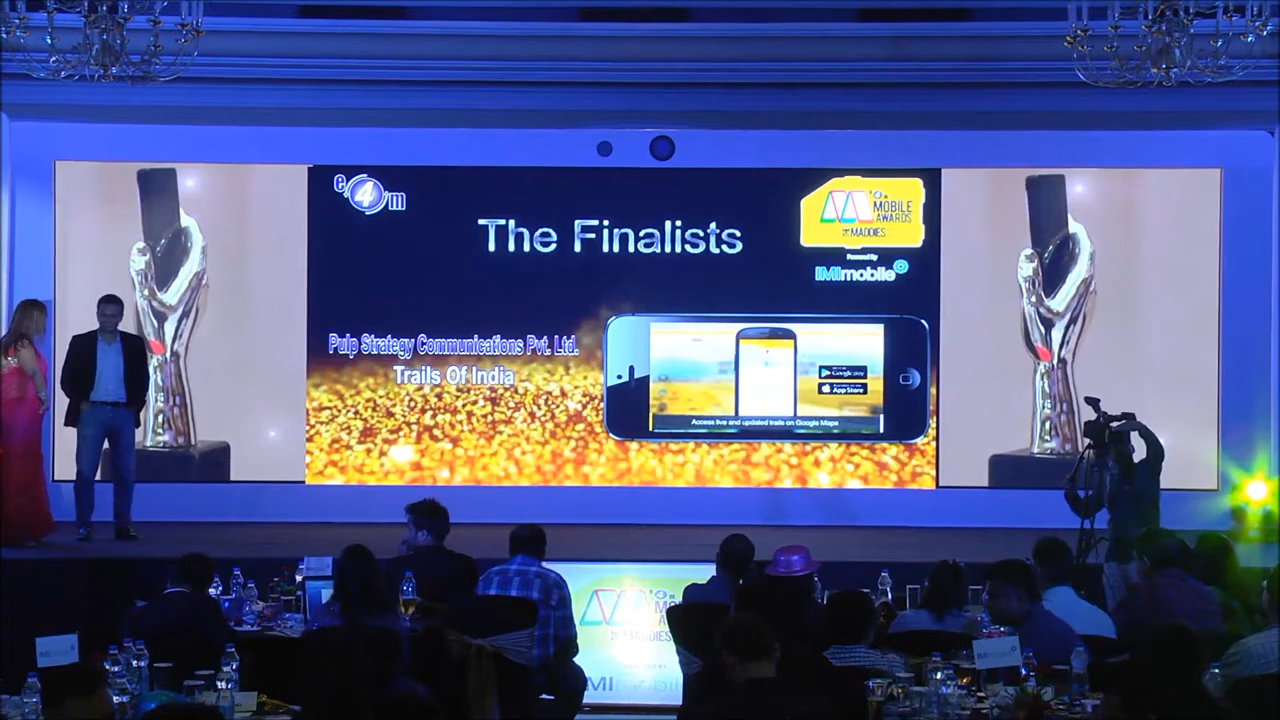 e4m
The Finalists
MOBILE
AWARDS
THE MADDIES
Powered By
IMImobile
Pulp Strategy Communications Pvt. Ltd.
Trails Of India
Google play
App Store
Access live and updated trails on Google Maps
IMImobile